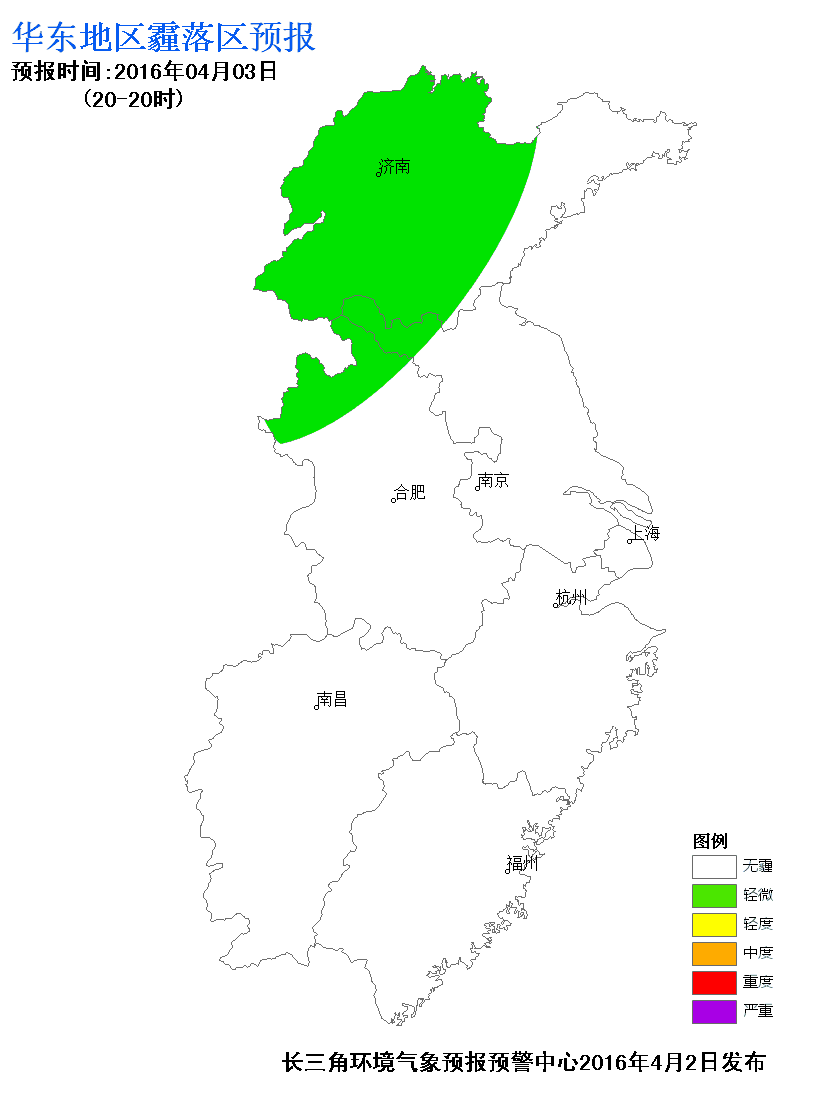 华东地区霾落区预报
预报时间:2016年04月03日
(20-20时)
济南
合肥
南京
上海
杭州
南昌
福州
图例
无霾
轻微
轻度
中度
重度
严重
长三角环境气象预报预警中心2016年4月2日发布